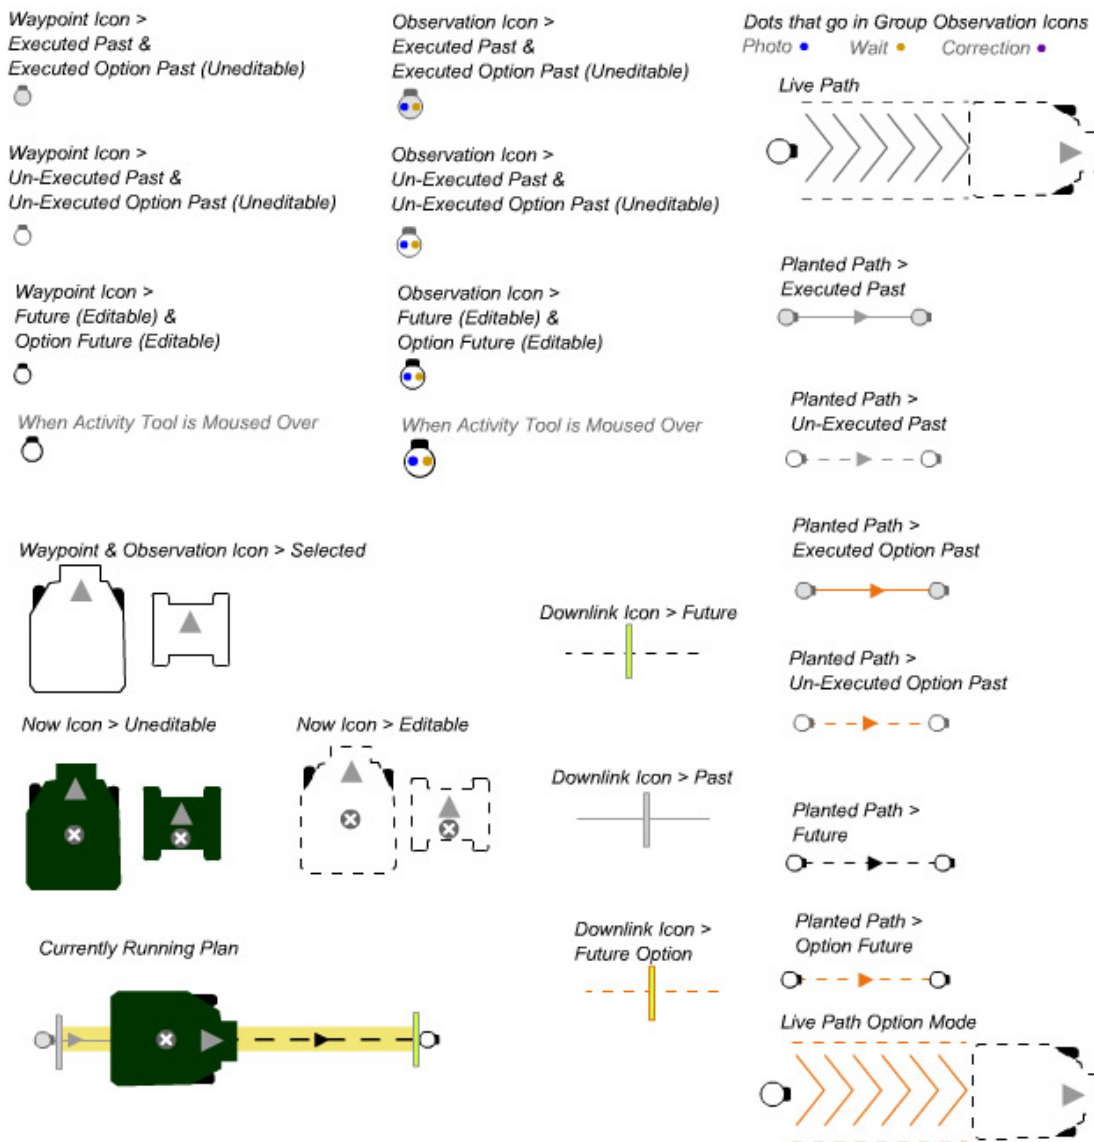 Waypoint Icon >
Executed Past &
Executed Option Past (Uneditable)
Observation Icon >
Executed Past &
Executed Option Past (Uneditable)
Dots that go in Group Observation Icons
Photo Wait Correction
Live Path
Waypoint Icon >
Un-Executed Past &
Un-Executed Option Past (Uneditable)
Observation Icon >
Un-Executed Past &
Un-Executed Option Past (Uneditable)
Planted Path >
Executed Past
Waypoint Icon >
Future (Editable) &
Option Future (Editable)
Observation Icon >
Future (Editable) &
Option Future (Editable)
When Activity Tool is Moused Over
When Activity Tool is Moused Over
Planted Path >
Un-Executed Past
Waypoint & Observation Icon > Selected
Planted Path >
Executed Option Past
Downlink Icon > Future
Planted Path >
Un-Executed Option Past
Now Icon > Uneditable
Now Icon > Editable
Downlink Icon > Past
Planted Path >
Future
Currently Running Plan
Downlink Icon >
Future Option
Planted Path >
Option Future
Live Path Option Mode